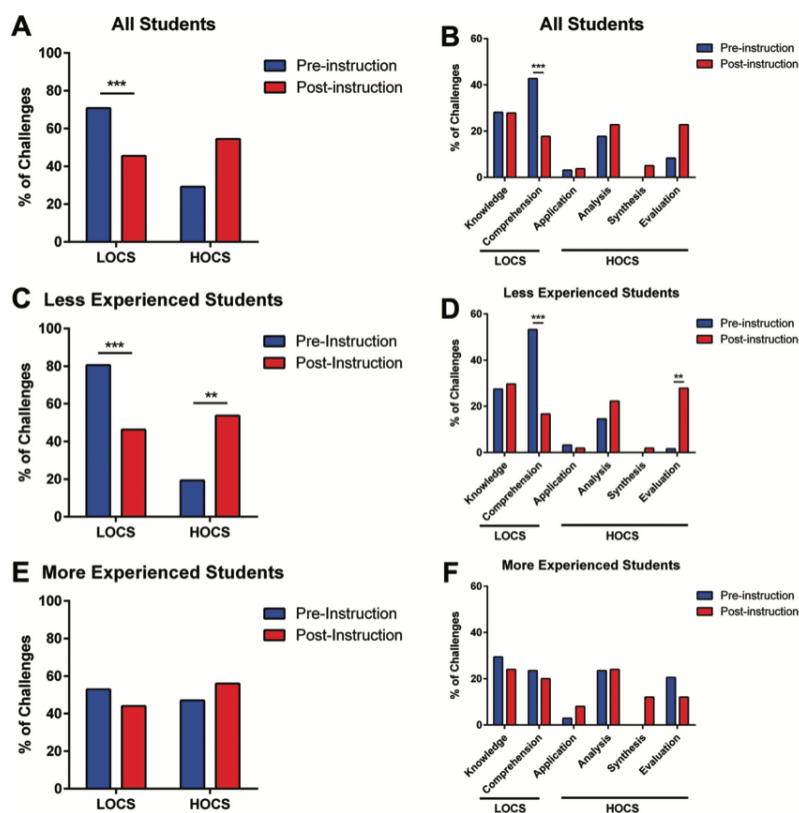 A All Students
% of Challenges
100
80
60
40
20
0
***
Pre-instruction
Post-instruction
LOCS HOCS
B All Students
% of Challenges
60
40
20
0
***
Pre-instruction
Post-instruction
Knowledge Comprehension Application Analysis Synthesis Evaluation
LOCS HOCS
C Less Experienced Students
% of Challenges
100
80
60
40
20
0
***
**
Pre-Instruction
Post-Instruction
LOCS HOCS
D Less Experienced Students
% of Challenges
60
40
20
0
***
**
Pre-instruction
Post-instruction
Knowledge Comprehension Application Analysis Synthesis Evaluation
LOCS HOCS
E More Experienced Students
% of Challenges
100
80
60
40
20
0
Pre-Instruction
Post-Instruction
LOCS HOCS
F More Experienced Students
% of Challenges
60
40
20
0
Pre-instruction
Post-instruction
Knowledge Comprehension Application Analysis Synthesis Evaluation
LOCS HOCS